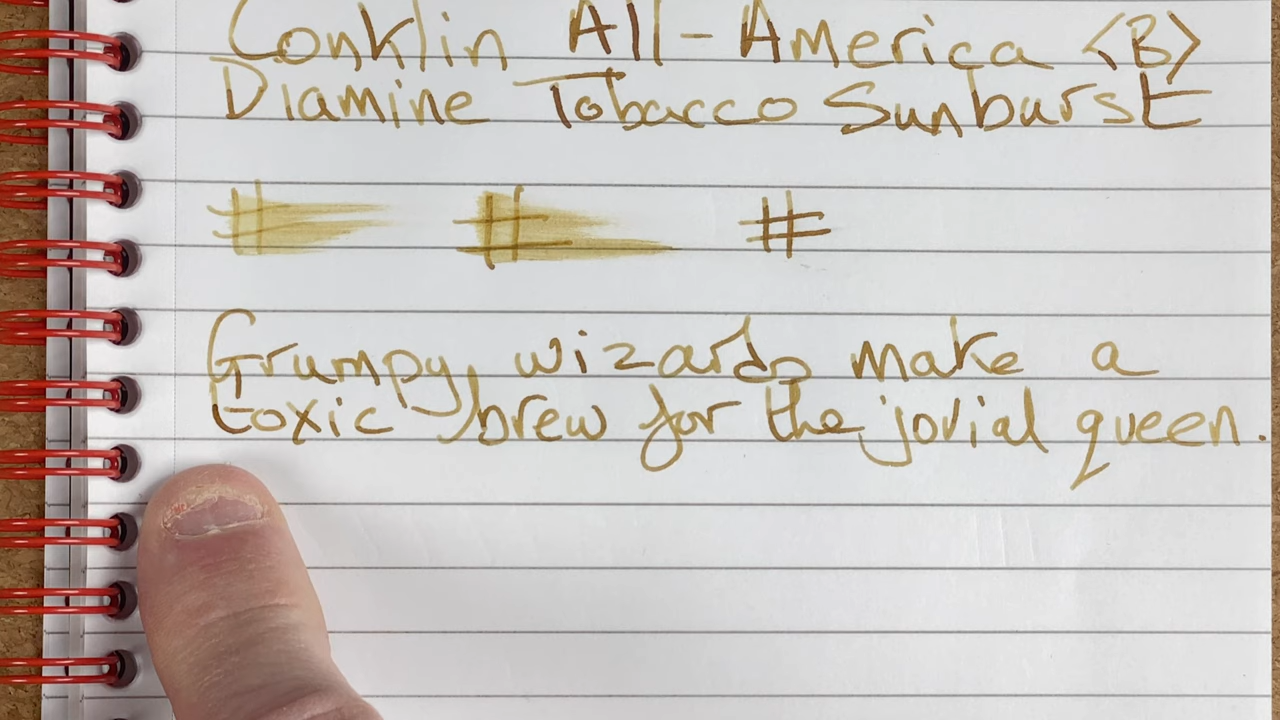 Conklin All-America <B>
Diamine Tobacco Sunburst
# # #
Grumpy wizards make a
toxic brew for the jovial queen.